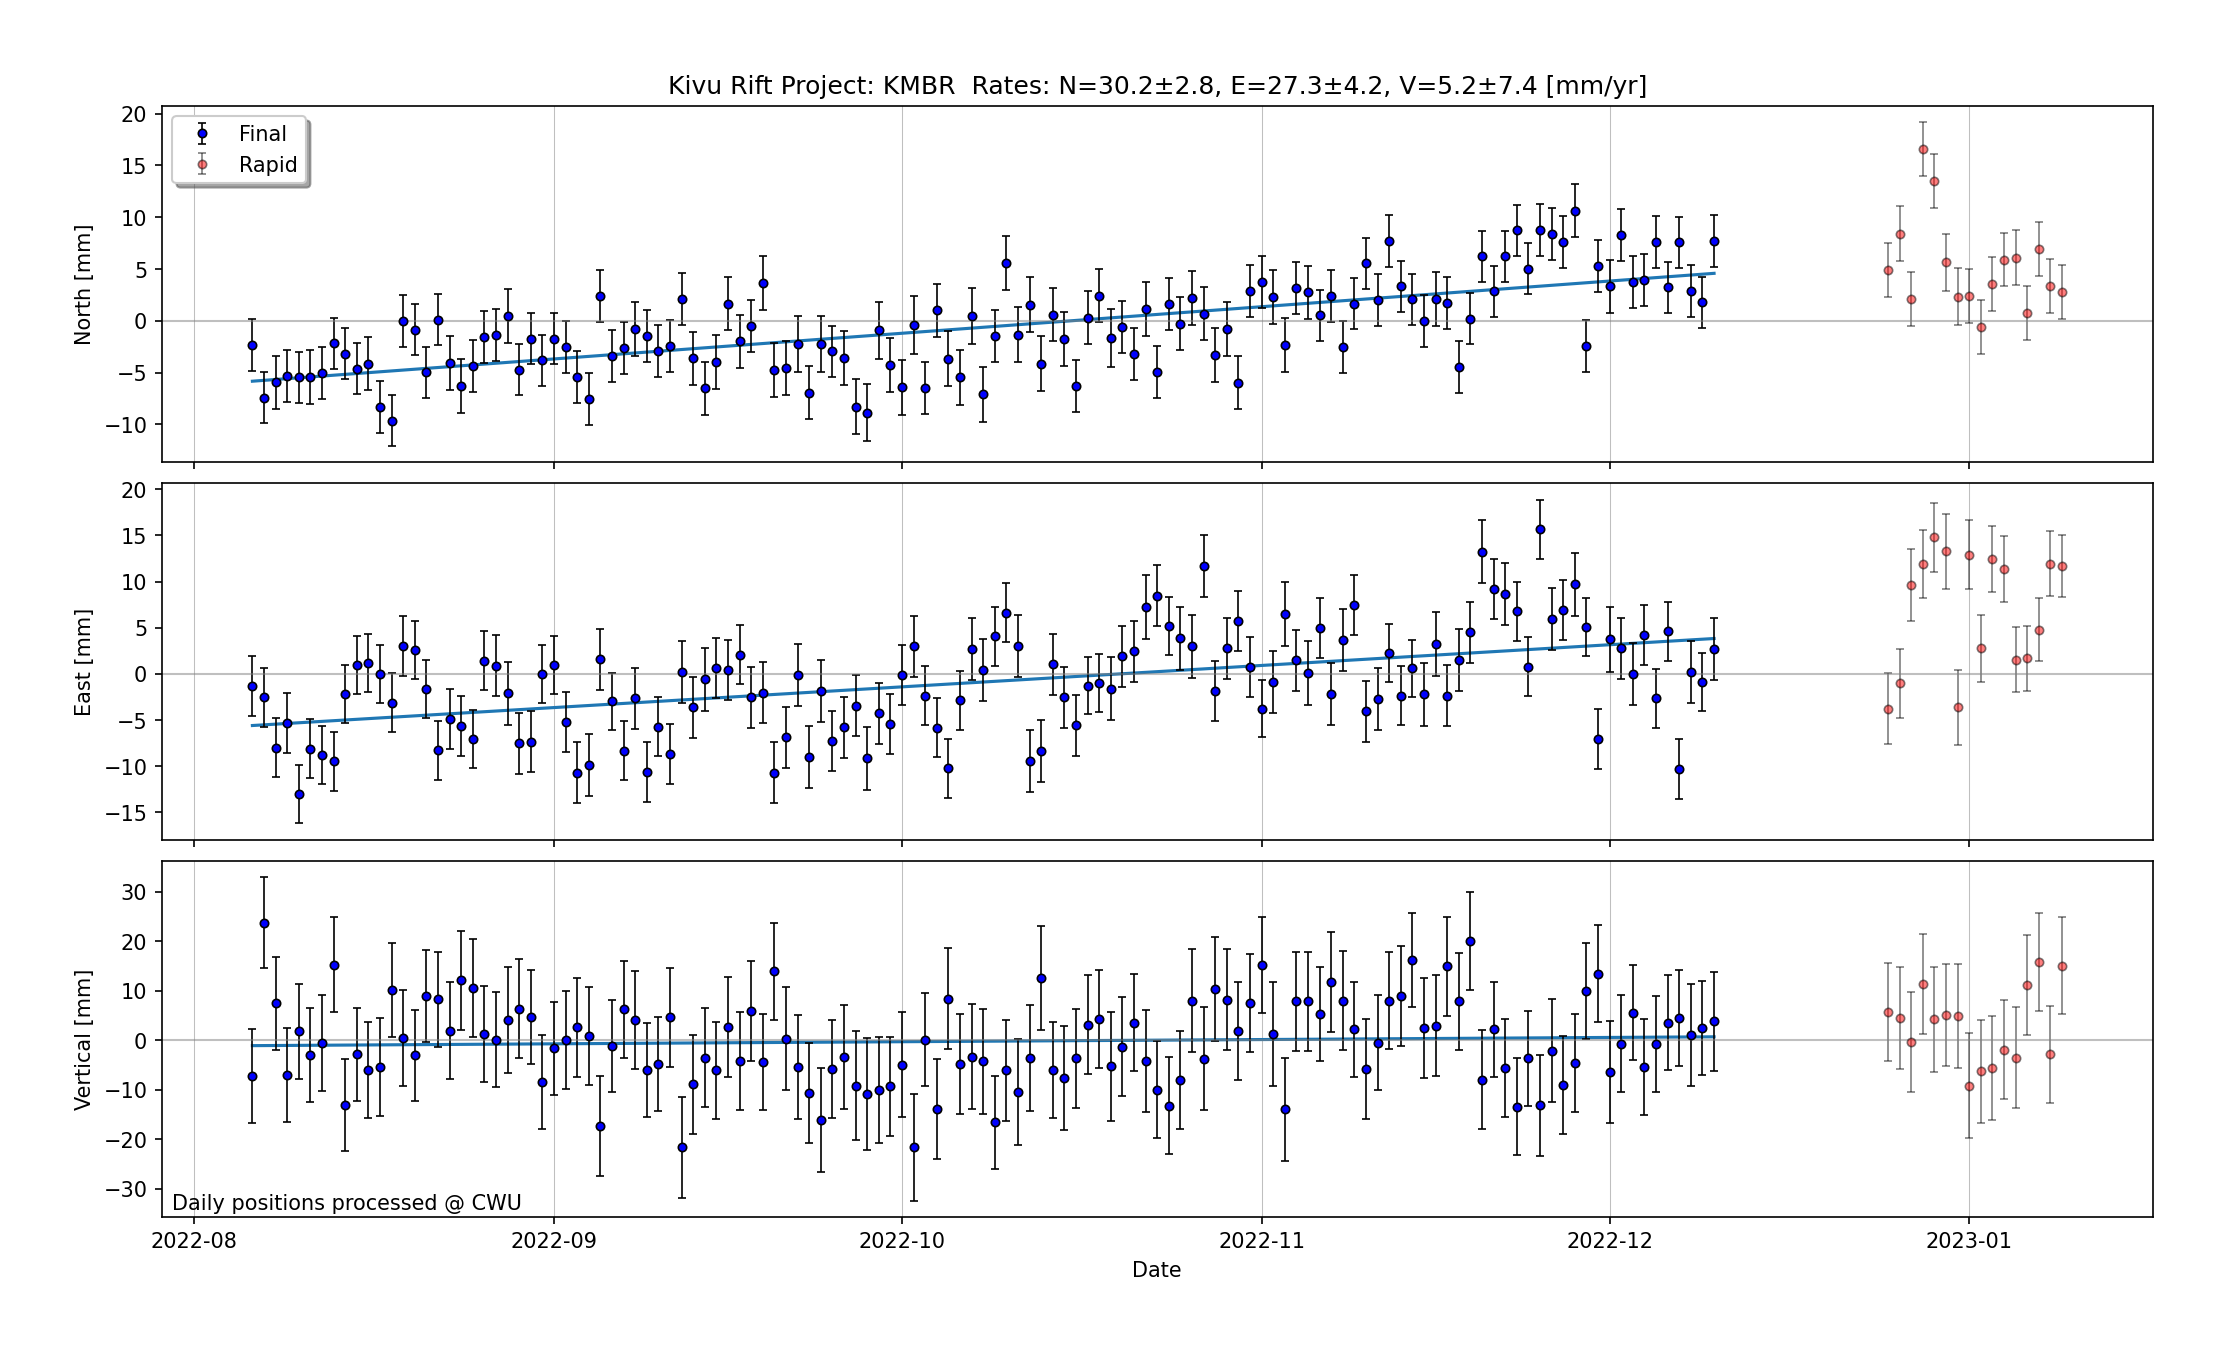 Kivu Rift Project: KMBR  Rates: N=30.2±2.8, E=27.3±4.2, V=5.2±7.4 [mm/yr]
Final
Rapid
North [mm]
20
15
10
5
0
−5
−10
East [mm]
20
15
10
5
0
−5
−10
−15
Vertical [mm]
30
20
10
0
−10
−20
−30
Daily positions processed @ CWU
2022-08 2022-09 2022-10 2022-11 2022-12 2023-01
Date